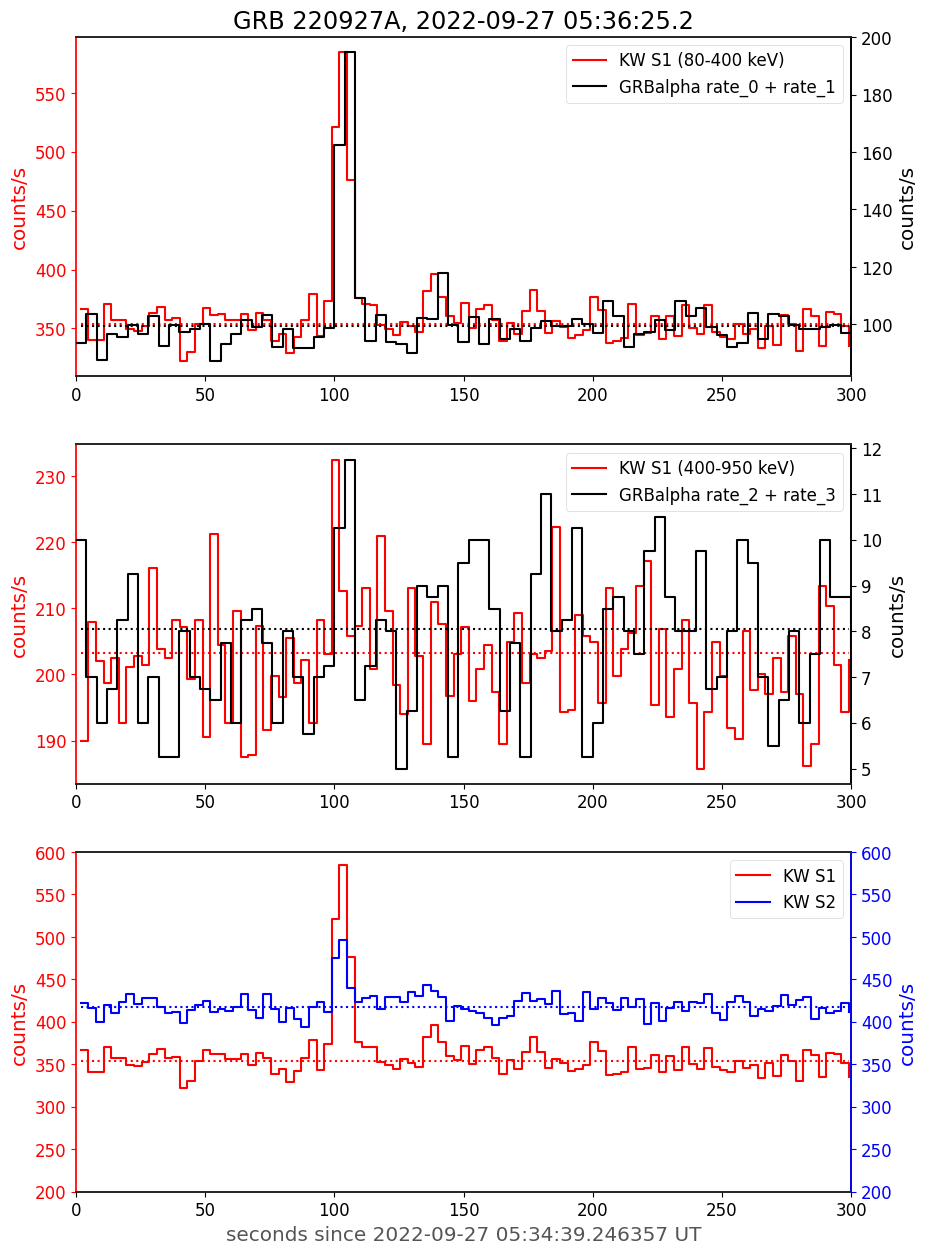 GRB 220927A, 2022-09-27 05:36:25.2
KW S1 (80-400 keV)
GRBalpha rate_0 + rate_1
counts/s
counts/s
550
500
450
400
350
200
180
160
140
120
100
0 50 100 150 200 250 300
KW S1 (400-950 keV)
GRBalpha rate_2 + rate_3
counts/s
counts/s
230
220
210
200
190
12
11
10
9
8
7
6
5
0 50 100 150 200 250 300
KW S1
KW S2
counts/s
counts/s
600
550
500
450
400
350
300
250
200
600
550
500
450
400
350
300
250
200
0 50 100 150 200 250 300
seconds since 2022-09-27 05:34:39.246357 UT